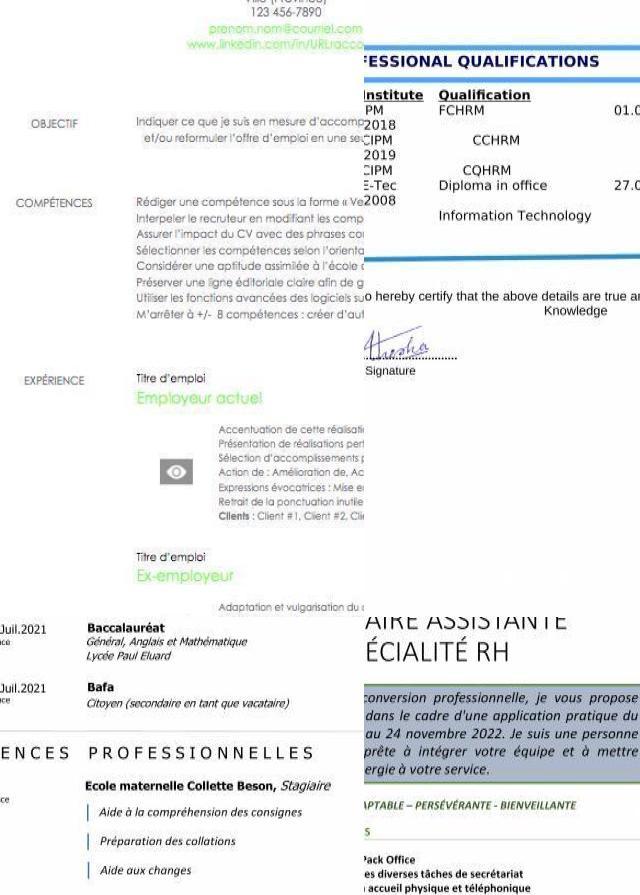 123 456-7890
prenom.nom@courriel.com
www.linkedin.com/in/URLracco
OBJECTIF
Indiquer ce que je suis en mesure d'accomp
et/ou reformuler l'offre d'emploi en une se
COMPÉTENCES
Rédiger une compétence sous la forme « Ve
Interpeler le recruteur en modifiant les comp
Assurer l'impact du CV avec des phrases co
Sélectionner les compétences selon l'orienta
Considérer une aptitude assimilée à l'école
Préserver une ligne éditoriale claire afin de g
Utiliser les fonctions avancées des logiciels su
M'arrêter à +/- 8 compétences : créer d'aut
EXPÉRIENCE
Titre d'emploi
Employeur actuel
Accentuation de cette réalisati
Présentation de réalisations per
Sélection d'accomplissements
Action de : Amélioration de, Ac
Expressions évocatrices : Mise e
Retrait de la ponctuation inutile
Clients : Client #1, Client #2, Cli
Titre d'emploi
Ex-employeur
Adaptation et vulgarisation du
FESSIONAL QUALIFICATIONS
Institute Qualification
PM FCHRM 01.0
2018
CIPM CCHRM
2019
CIPM CQHRM
E-Tec Diploma in office 27.0
2008
Information Technology
o hereby certify that the above details are true a
Knowledge
Signature
Juil.2021 Baccalauréat
nce Général, Anglais et Mathématique
Lycée Paul Eluard
Juil.2021 Bafa
nce Citoyen (secondaire en tant que vacataire)
ENCES PROFESSIONNELLES
Ecole maternelle Collette Beson, Stagiaire
nce
Aide à la compréhension des consignes
Préparation des collations
Aide aux changes
AIRE ASSISTANTE
ÉCIALITÉ RH
conversion professionnelle, je vous propose
dans le cadre d'une application pratique du
au 24 novembre 2022. Je suis une personne
prête à intégrer votre équipe et à mettre
ergie à votre service.
APTABLE – PERSÉVÉRANTE - BIENVEILLANTE
S
Pack Office
es diverses tâches de secrétariat
accueil physique et téléphonique